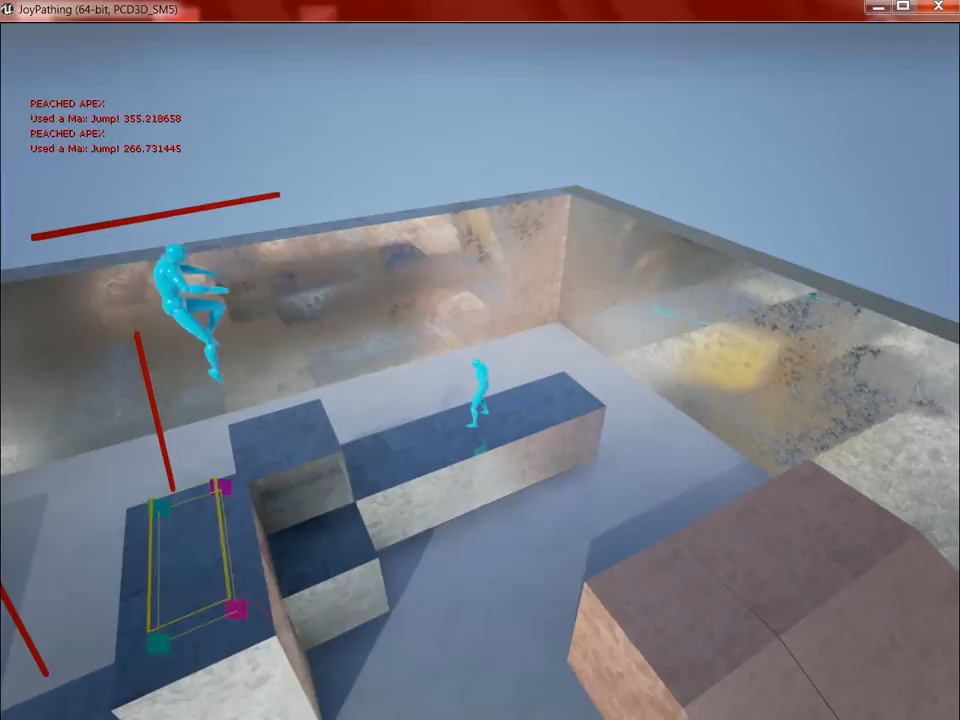 JoyPathing (64-bit, PCD3D_SM5)
REACHED APEX
Used a Max Jump! 355.218658
REACHED APEX
Used a Max Jump! 266.731445